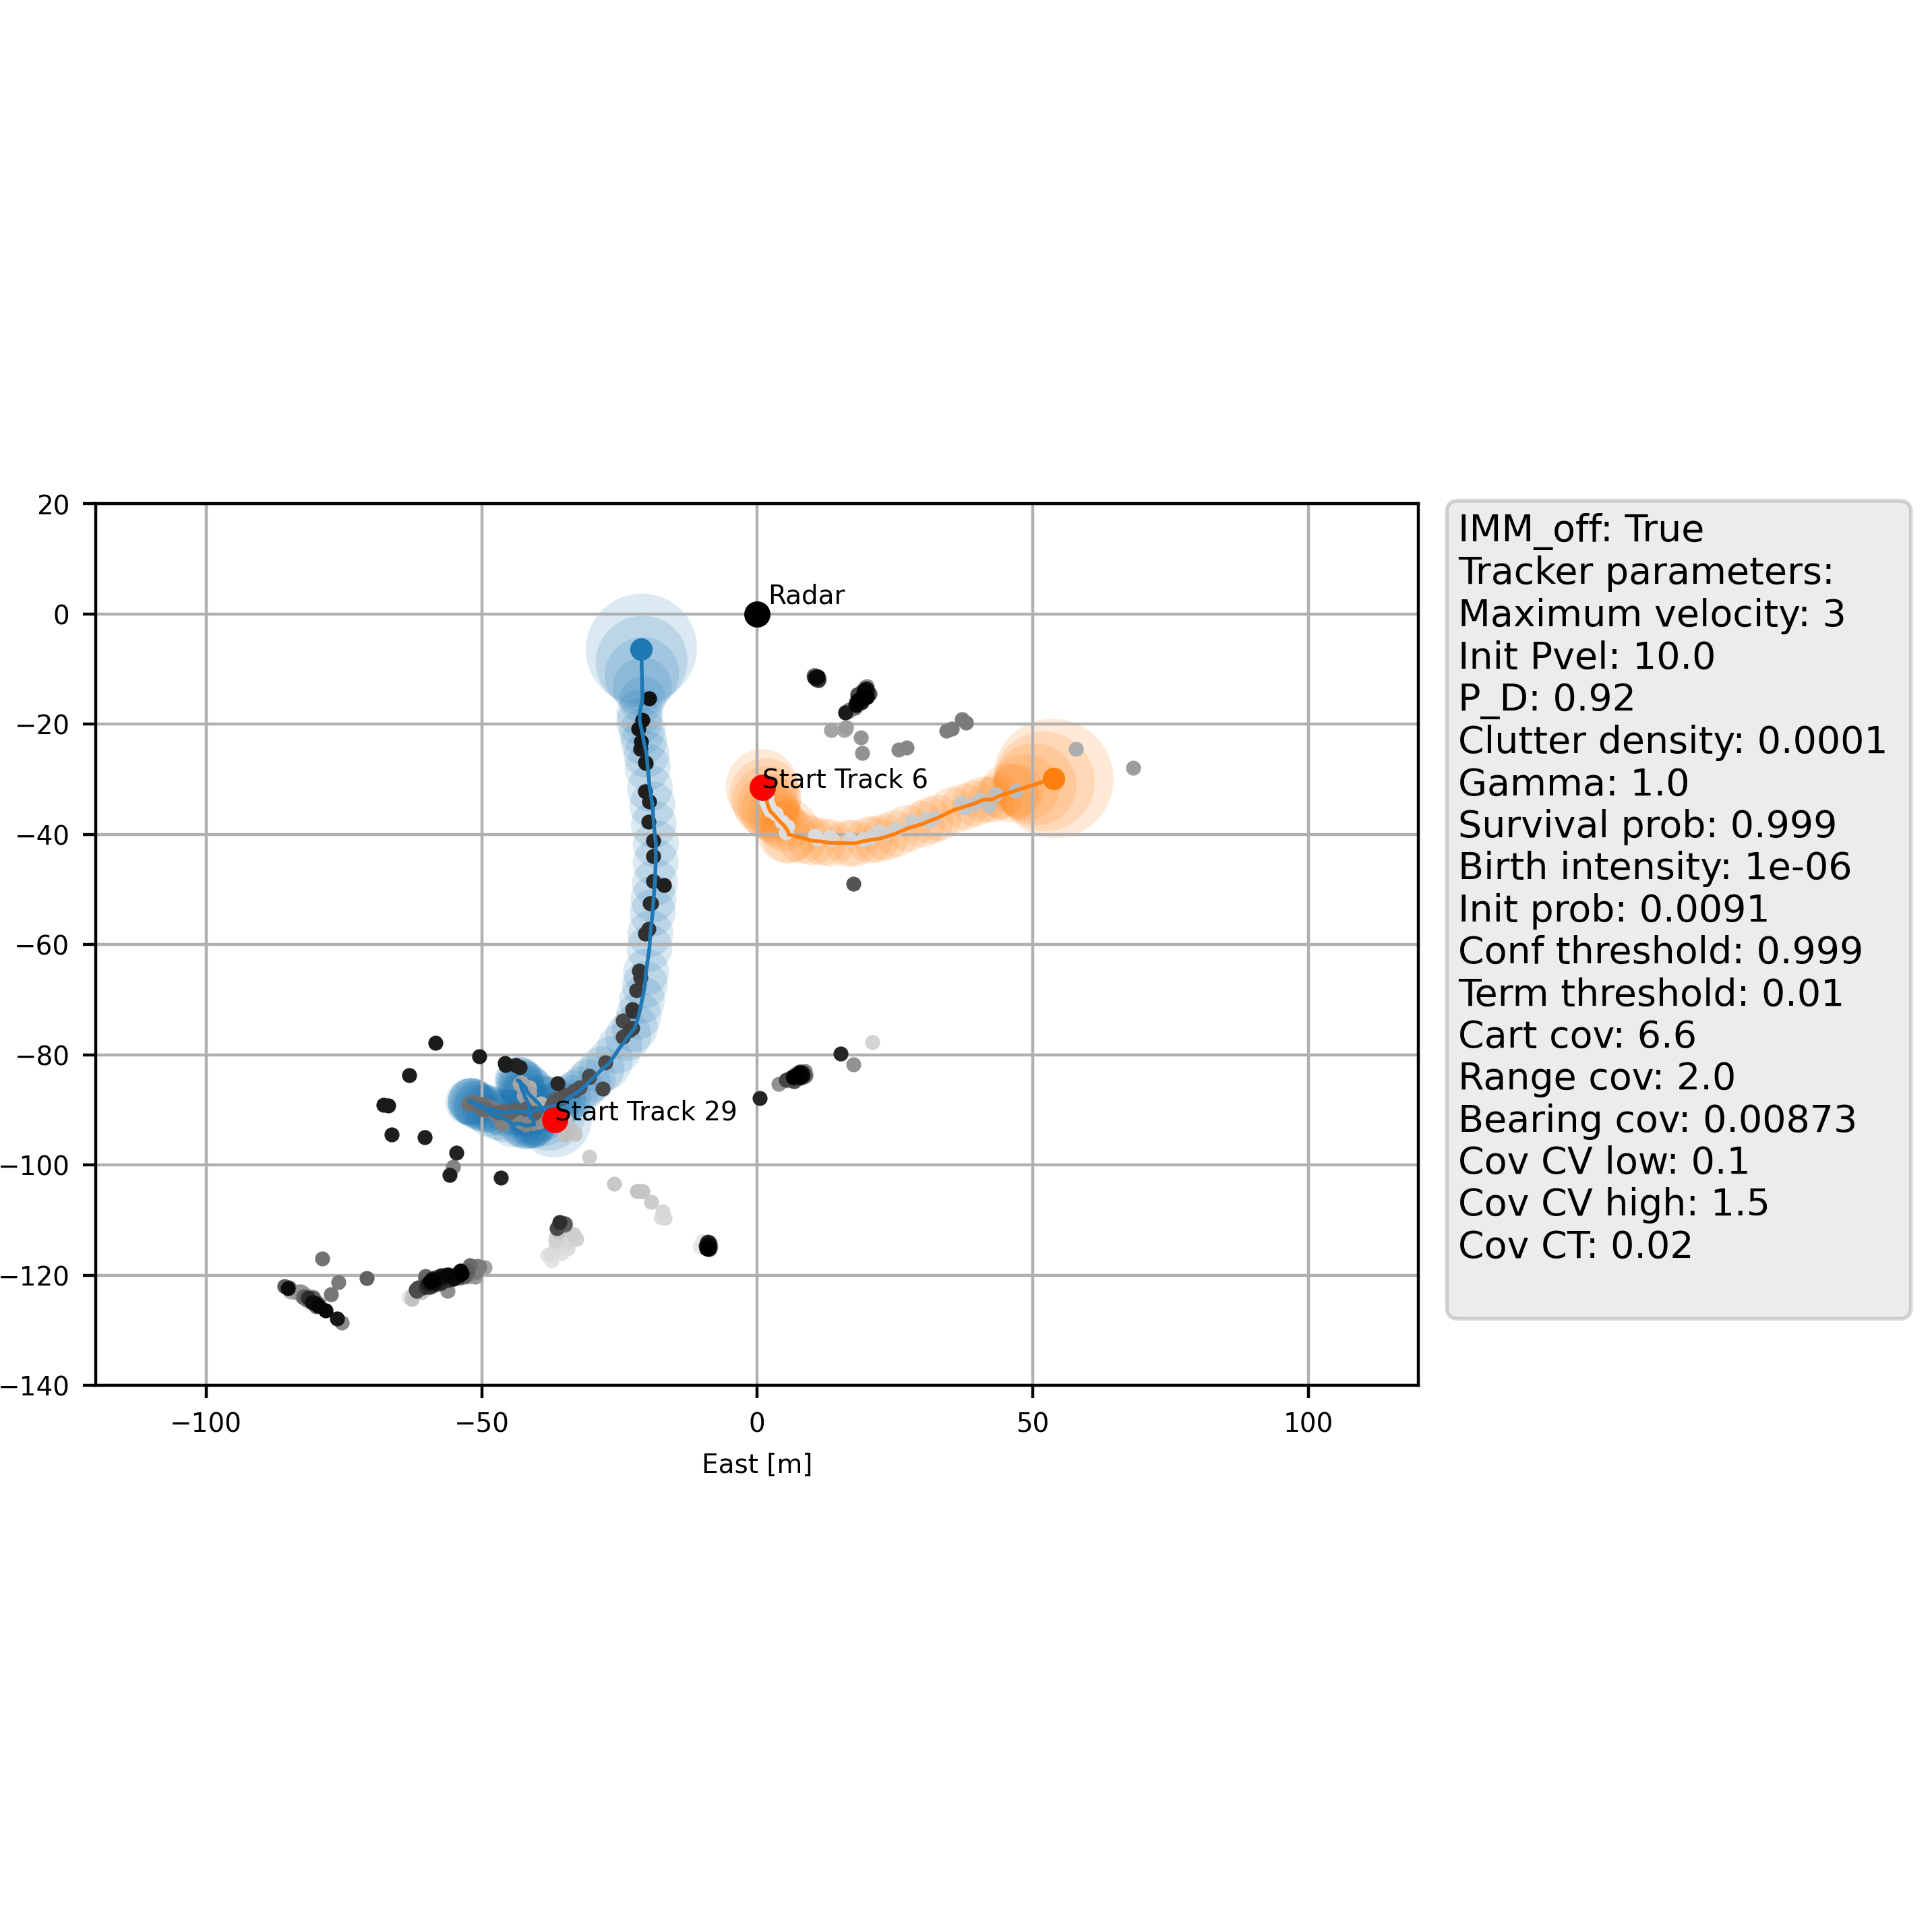 IMM_off: True
Tracker parameters:
Maximum velocity: 3
Init Pvel: 10.0
P_D: 0.92
Clutter density: 0.0001
Gamma: 1.0
Survival prob: 0.999
Birth intensity: 1e-06
Init prob: 0.0091
Conf threshold: 0.999
Term threshold: 0.01
Cart cov: 6.6
Range cov: 2.0
Bearing cov: 0.00873
Cov CV low: 0.1
Cov CV high: 1.5
Cov CT: 0.02
20
0
−20
−40
−60
−80
−100
−120
−140
Radar
Start Track 6
Start Track 29
−100 −50 0 50 100
East [m]